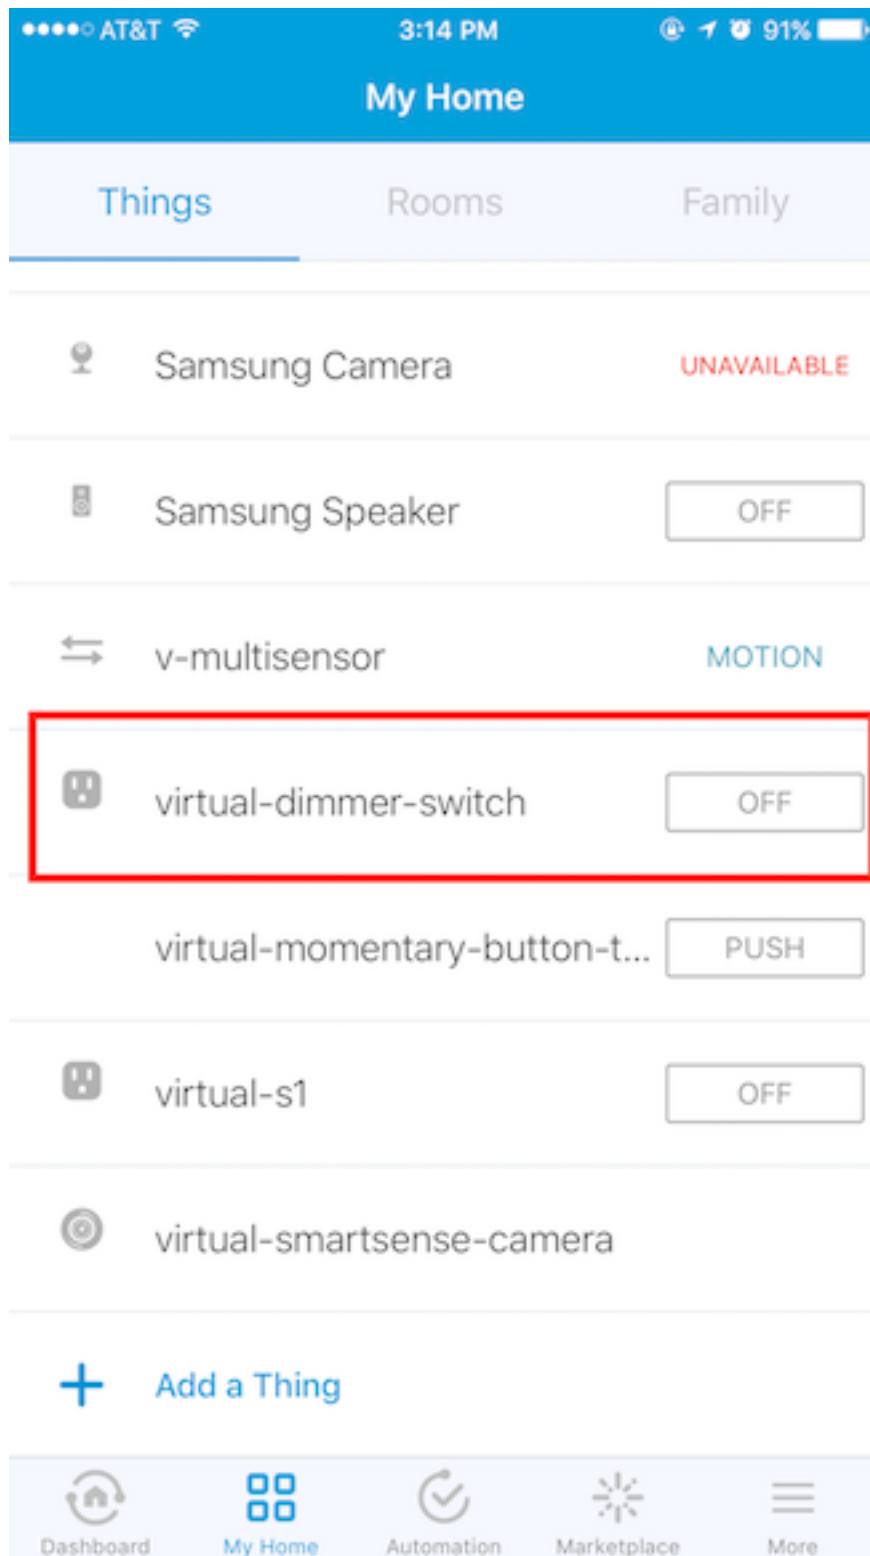 AT&T 3:14 PM 91%
My Home
Things Rooms Family
Samsung Camera UNAVAILABLE
Samsung Speaker OFF
v-multisensor MOTION
virtual-dimmer-switch OFF
virtual-momentary-button-t... PUSH
virtual-s1 OFF
virtual-smartsense-camera
+ Add a Thing
Dashboard My Home Automation Marketplace More